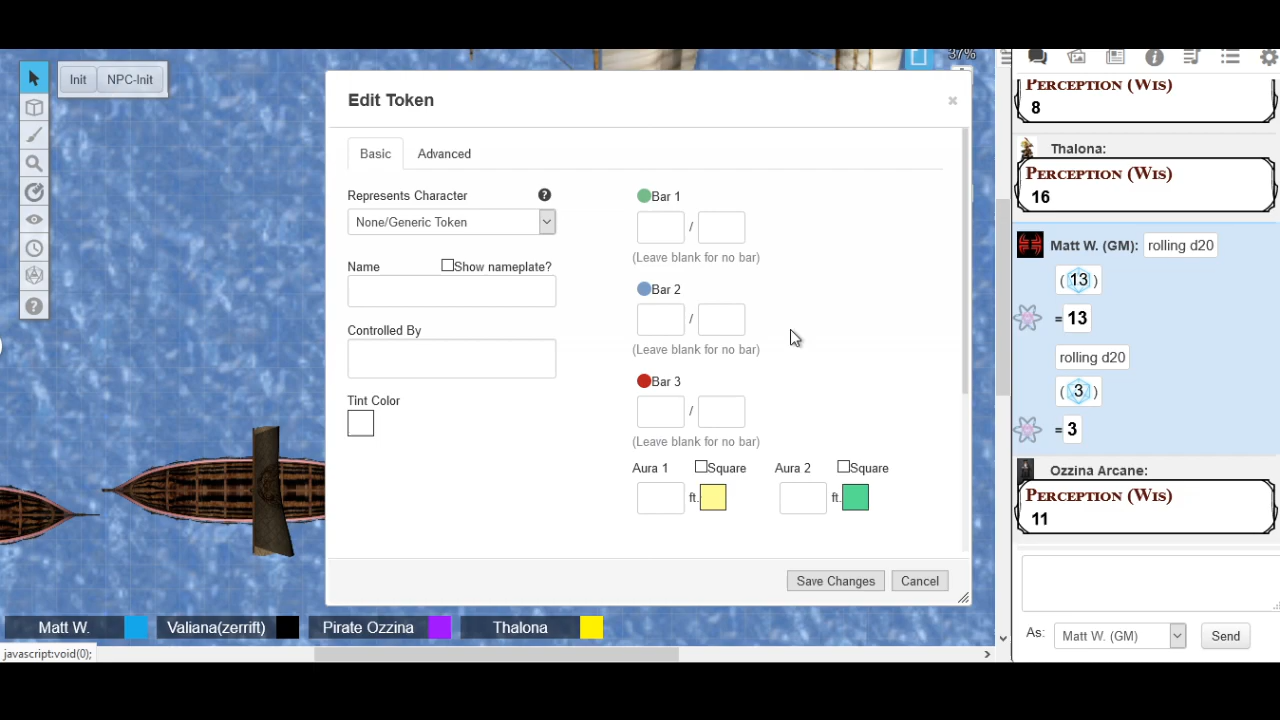 Init NPC-Init
37%
Edit Token
×
Basic Advanced
Represents Character ?
None/Generic Token
Name Show nameplate?
Controlled By
Tint Color
Bar 1
/
(Leave blank for no bar)
Bar 2
/
(Leave blank for no bar)
Bar 3
/
(Leave blank for no bar)
Aura 1 Square Aura 2 Square
ft. ft.
Save Changes Cancel
Perception (Wis)
8
Thalona:
Perception (Wis)
16
Matt W. (GM): rolling d20
(13)
= 13
rolling d20
(3)
= 3
Ozzina Arcane:
Perception (Wis)
11
As: Matt W. (GM) Send
Matt W. Valiana(zerrift) Pirate Ozzina Thalona
javascript:void(0);